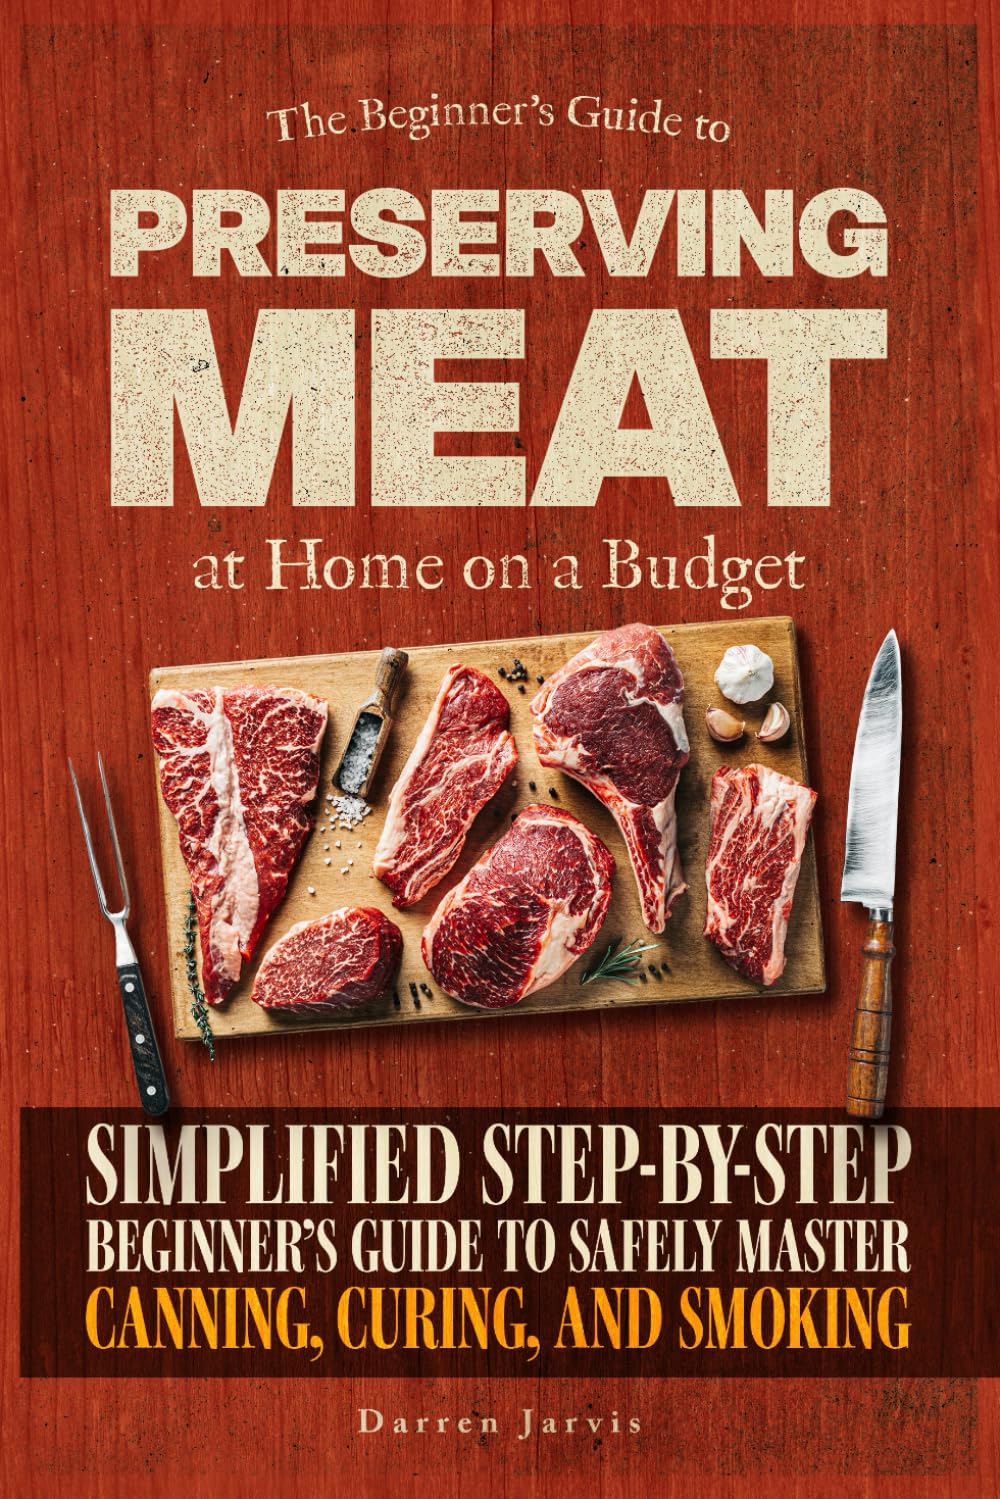 The Beginner's Guide to
PRESERVING
MEAT
at Home on a Budget
SIMPLIFIED STEP-BY-STEP
BEGINNER'S GUIDE TO SAFELY MASTER
CANNING, CURING, AND SMOKING
Darren Jarvis